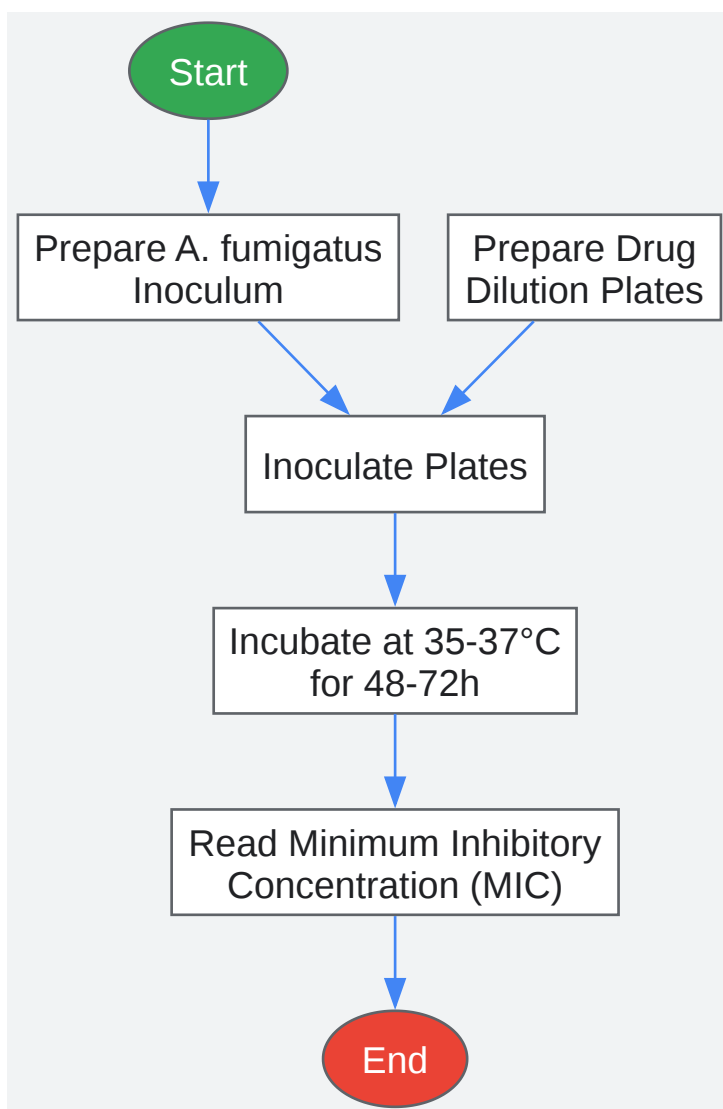 Start
Prepare A. fumigatus
Inoculum
Prepare Drug
Dilution Plates
Inoculate Plates
Incubate at 35-37°C
for 48-72h
Read Minimum Inhibitory
Concentration (MIC)
End